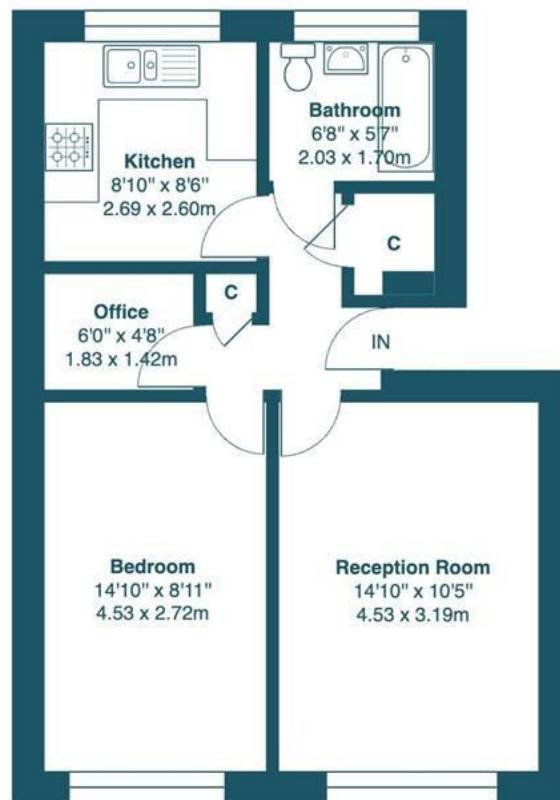 Bathroom
6'8" x 5'7"
2.03 x 1.70m
Kitchen
8'10" x 8'6"
2.69 x 2.60m
C
C
Office
6'0" x 4'8"
1.83 x 1.42m
IN
Bedroom
14'10" x 8'11"
4.53 x 2.72m
Reception Room
14'10" x 10'5"
4.53 x 3.19m